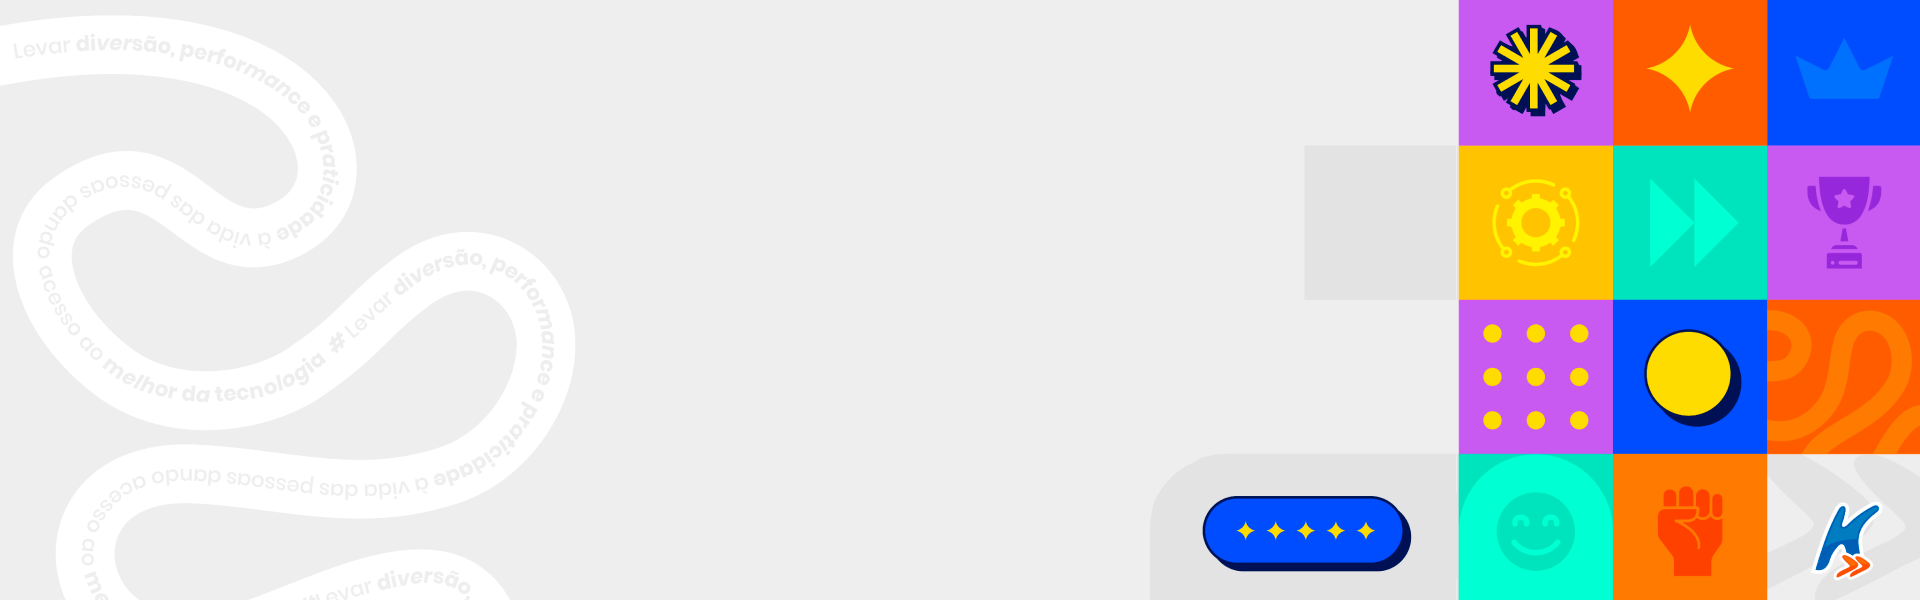 Levar diversão, performance e praticidade à vida das pessoas dando o acesso ao melhor da tecnologia # Levar diversão, performance e praticidade à vida das pessoas dando acesso ao me
# Levar diversão,